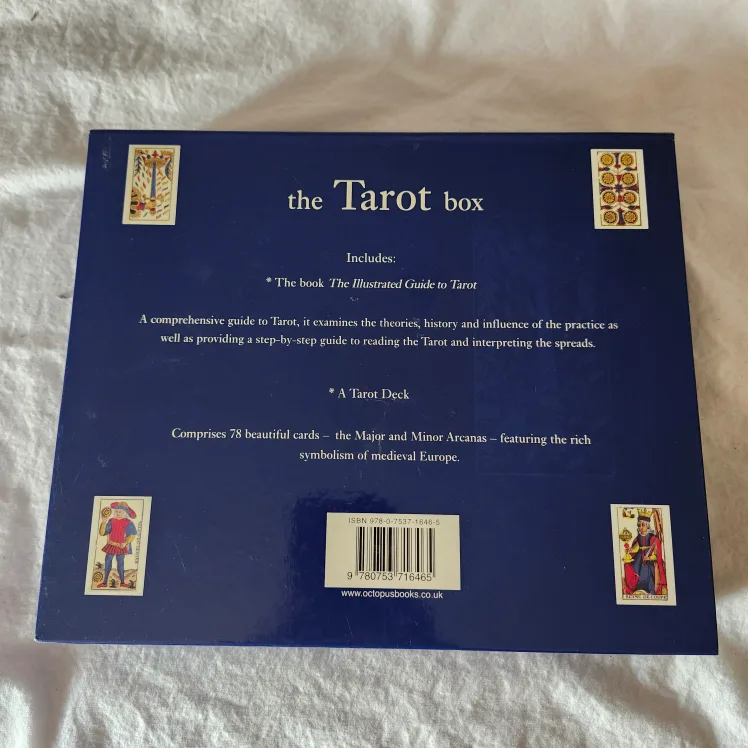 the Tarot box
Includes:
* The book The Illustrated Guide to Tarot
A comprehensive guide to Tarot, it examines the theories, history and influence of the practice as
well as providing a step-by-step guide to reading the Tarot and interpreting the spreads.
* A Tarot Deck
Comprises 78 beautiful cards – the Major and Minor Arcanas – featuring the rich
symbolism of medieval Europe.
ISBN 978-0-7537-1646-5
9 780753 716465
www.octopusbooks.co.uk